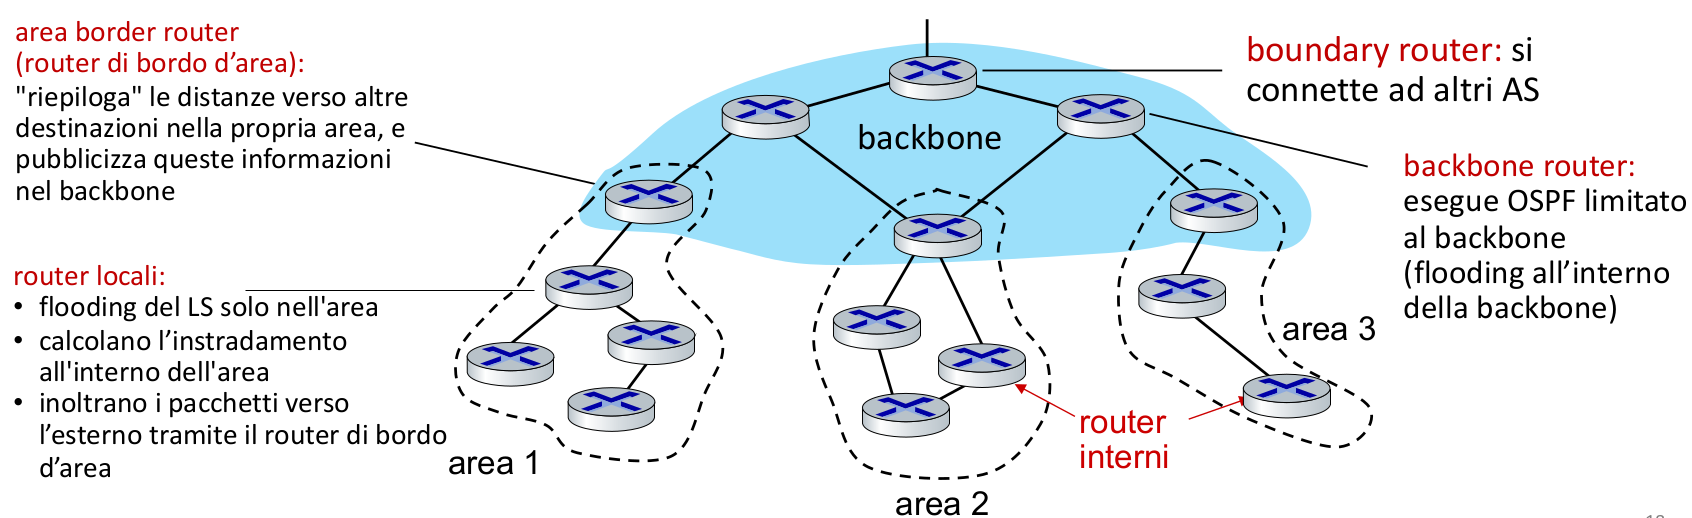 area border router
(router di bordo d’area):
"riepiloga" le distanze verso altre
destinazioni nella propria area, e
pubblicizza queste informazioni
nel backbone
router locali:
• flooding del LS solo nell'area
• calcolano l’instradamento
all'interno dell'area
• inoltrano i pacchetti verso
l’esterno tramite il router di bordo
d’area
backbone
boundary router: si
connette ad altri AS
backbone router:
esegue OSPF limitato
al backbone
(flooding all’interno
della backbone)
area 3
router
interni
area 1
area 2